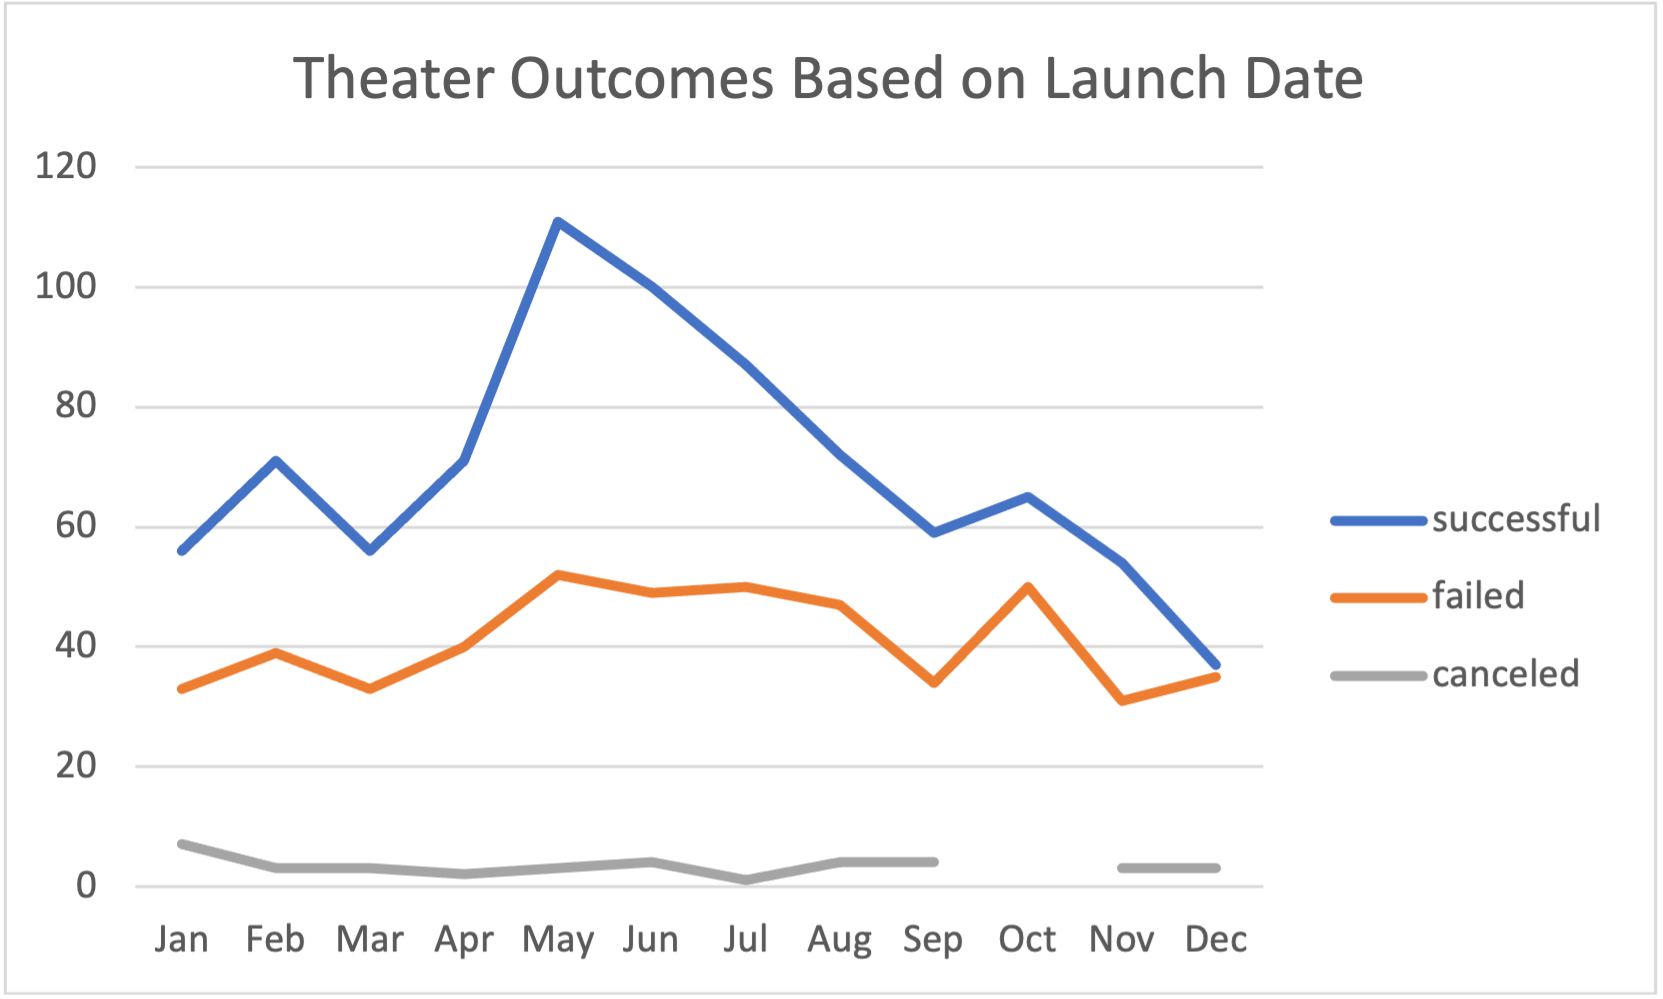 Theater Outcomes Based on Launch Date
120
100
80
60
40
20
0
Jan Feb Mar Apr May Jun Jul Aug Sep Oct Nov Dec
successful
failed
canceled